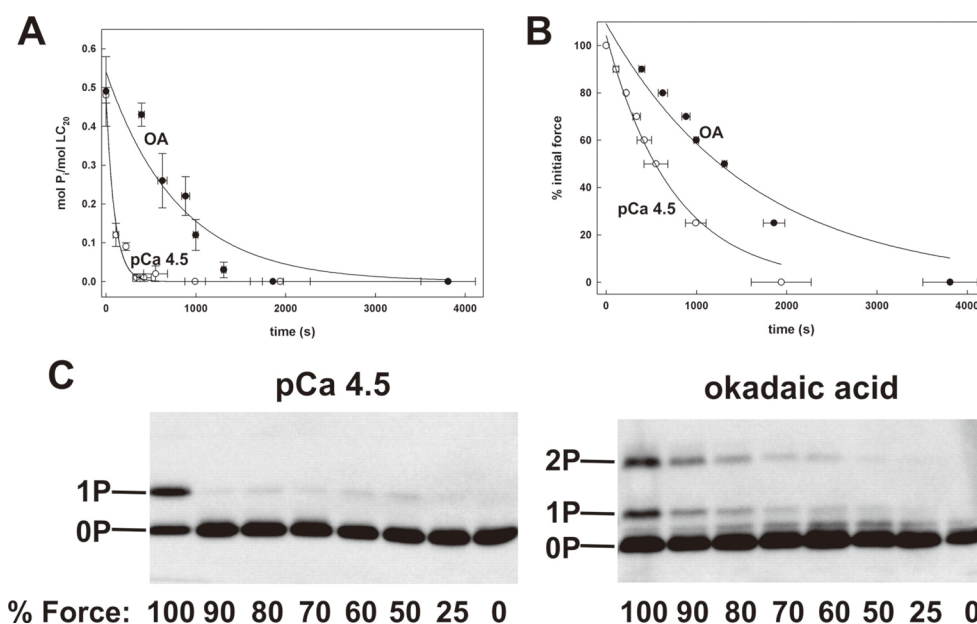 A
mol Pi/mol LC20
0.6
0.5
0.4
0.3
0.2
0.1
0.0
OA
pCa 4.5
0 1000 2000 3000 4000
time (s)
B
% initial force
100
80
60
40
20
0
OA
pCa 4.5
0 1000 2000 3000 4000
time (s)
C
pCa 4.5
1P
0P
okadaic acid
2P
1P
0P
% Force: 100 90 80 70 60 50 25 0
100 90 80 70 60 50 25 0